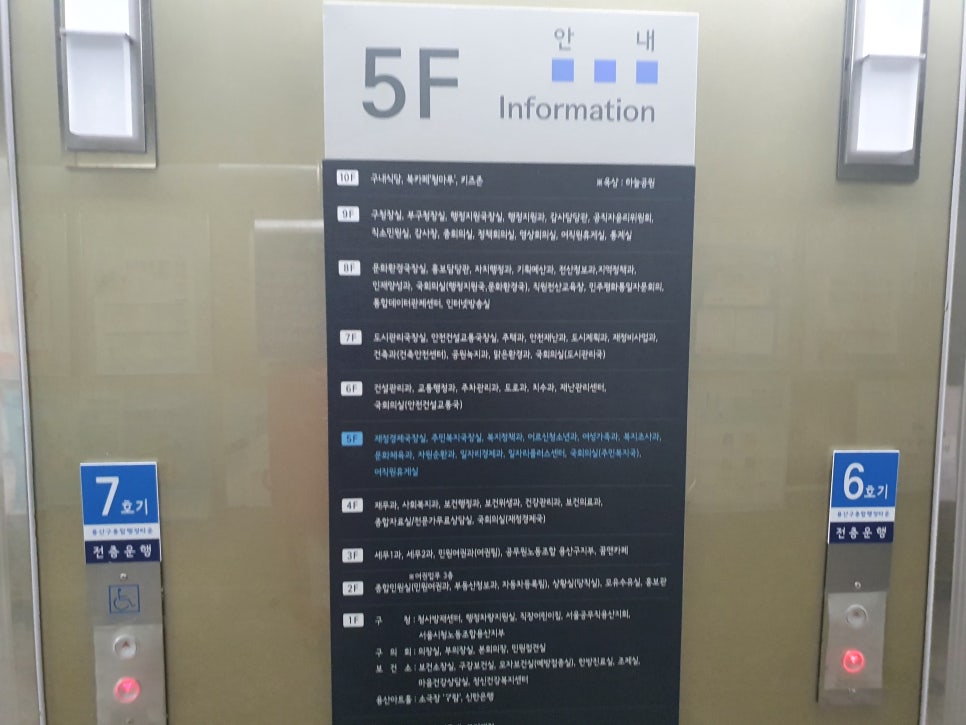 5F
안 내
Information
10F 구내식당, 북카페'청마루', 키즈존 ※옥상 : 하늘공원
9F 구청장실, 부구청장실, 행정지원국장실, 행정지원과, 감사담당관, 공직자윤리위원회,
직소민원실, 감사장, 중회의실, 정책회의실, 영상회의실, 여직원휴게실, 통제실
8F 문화환경국장실, 홍보담당관, 자치행정과, 기획예산과, 전산정보과,지역정책과,
인재양성과, 국회의실(행정지원국,문화환경국), 직원전산교육장, 민주평화통일자문회의,
통합데이터관제센터, 인터넷방송실
7F 도시관리국장실, 안전건설교통국장실, 주택과, 안전재난과, 도시계획과, 재정비사업과,
건축과(건축안전센터), 공원녹지과, 맑은환경과, 국회의실(도시관리국)
6F 건설관리과, 교통행정과, 주차관리과, 도로과, 치수과, 재난관리센터,
국회의실(안전건설교통국)
5F 재정경제국장실, 주민복지국장실, 복지정책과, 어르신청소년과, 여성가족과, 복지조사과,
문화체육과, 자원순환과, 일자리경제과, 일자리플러스센터, 국회의실(주민복지국),
여직원휴게실
4F 재무과, 사회복지과, 보건행정과, 보건위생과, 건강관리과, 보건의료과,
종합자료실/전문가무료상담실, 국회의실(재정경제국)
3F 세무1과, 세무2과, 민원여권과(여권팀), 공무원노동조합 용산구지부, 꿈앤카페
※여권업무 3층
2F 종합민원실(민원여권과, 부동산정보과, 자동차등록팀), 상황실(당직실), 모유수유실, 홍보관
1F 구 청 : 청사방재센터, 행정차량지원실, 직장어린이집, 서울공무직용산지회,
서울시청노동조합용산지부
구 의 회 : 의장실, 부의장실, 본회의장, 민원접견실
보 건 소 : 보건소장실, 구강보건실, 모자보건실(예방접종실), 한방진료실, 조제실,
마음건강상담실, 정신건강복지센터
용산아트홀 : 소극장 '가람', 신한은행
7호기
용산구종합행정타운
전층운행
6호기
용산구종합행정타운
전층운행